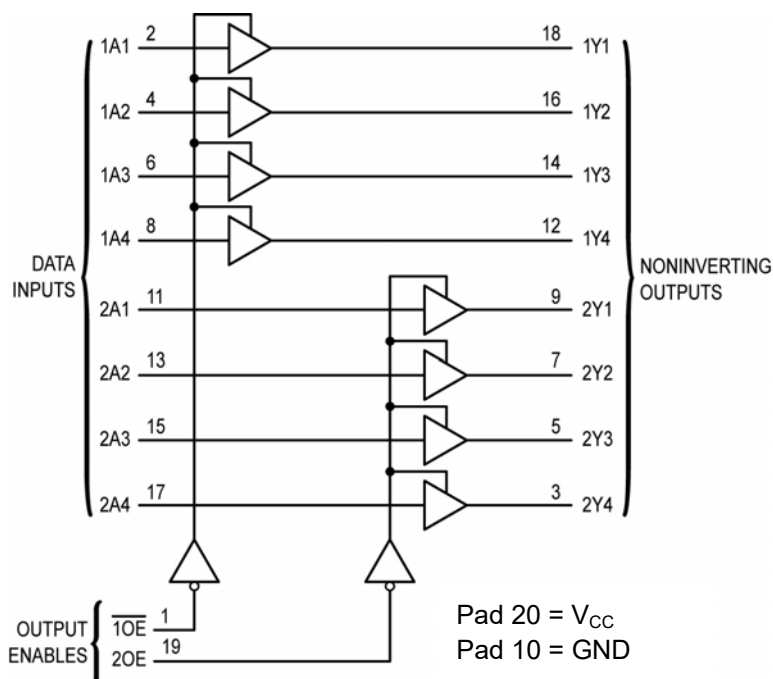 1A1 2 18 1Y1
1A2 4 16 1Y2
1A3 6 14 1Y3
1A4 8 12 1Y4
DATA
INPUTS
NONINVERTING
OUTPUTS
2A1 11 9 2Y1
2A2 13 7 2Y2
2A3 15 5 2Y3
2A4 17 3 2Y4
OUTPUT
ENABLES
1̅O̅E̅ 1
2OE 19
Pad 20 = V_CC
Pad 10 = GND